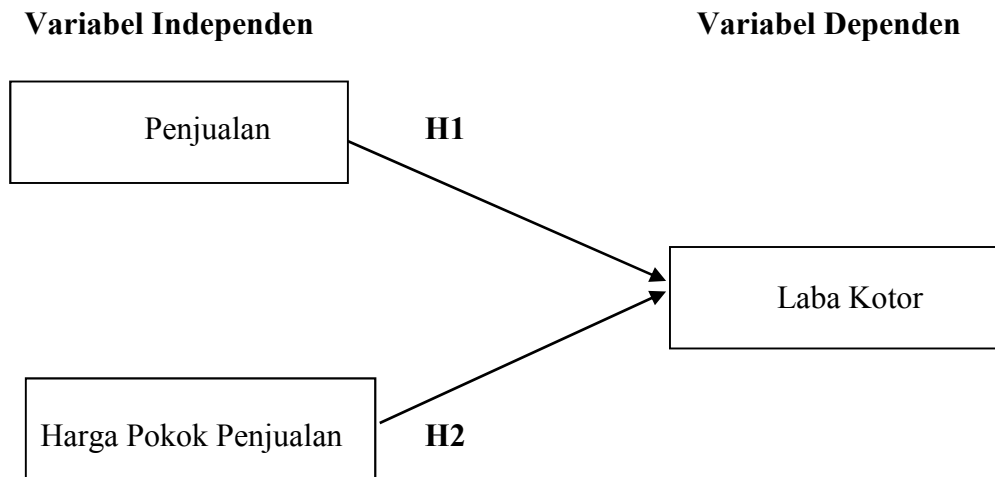 Variabel Independen
Variabel Dependen
Penjualan
H1
Laba Kotor
Harga Pokok Penjualan
H2